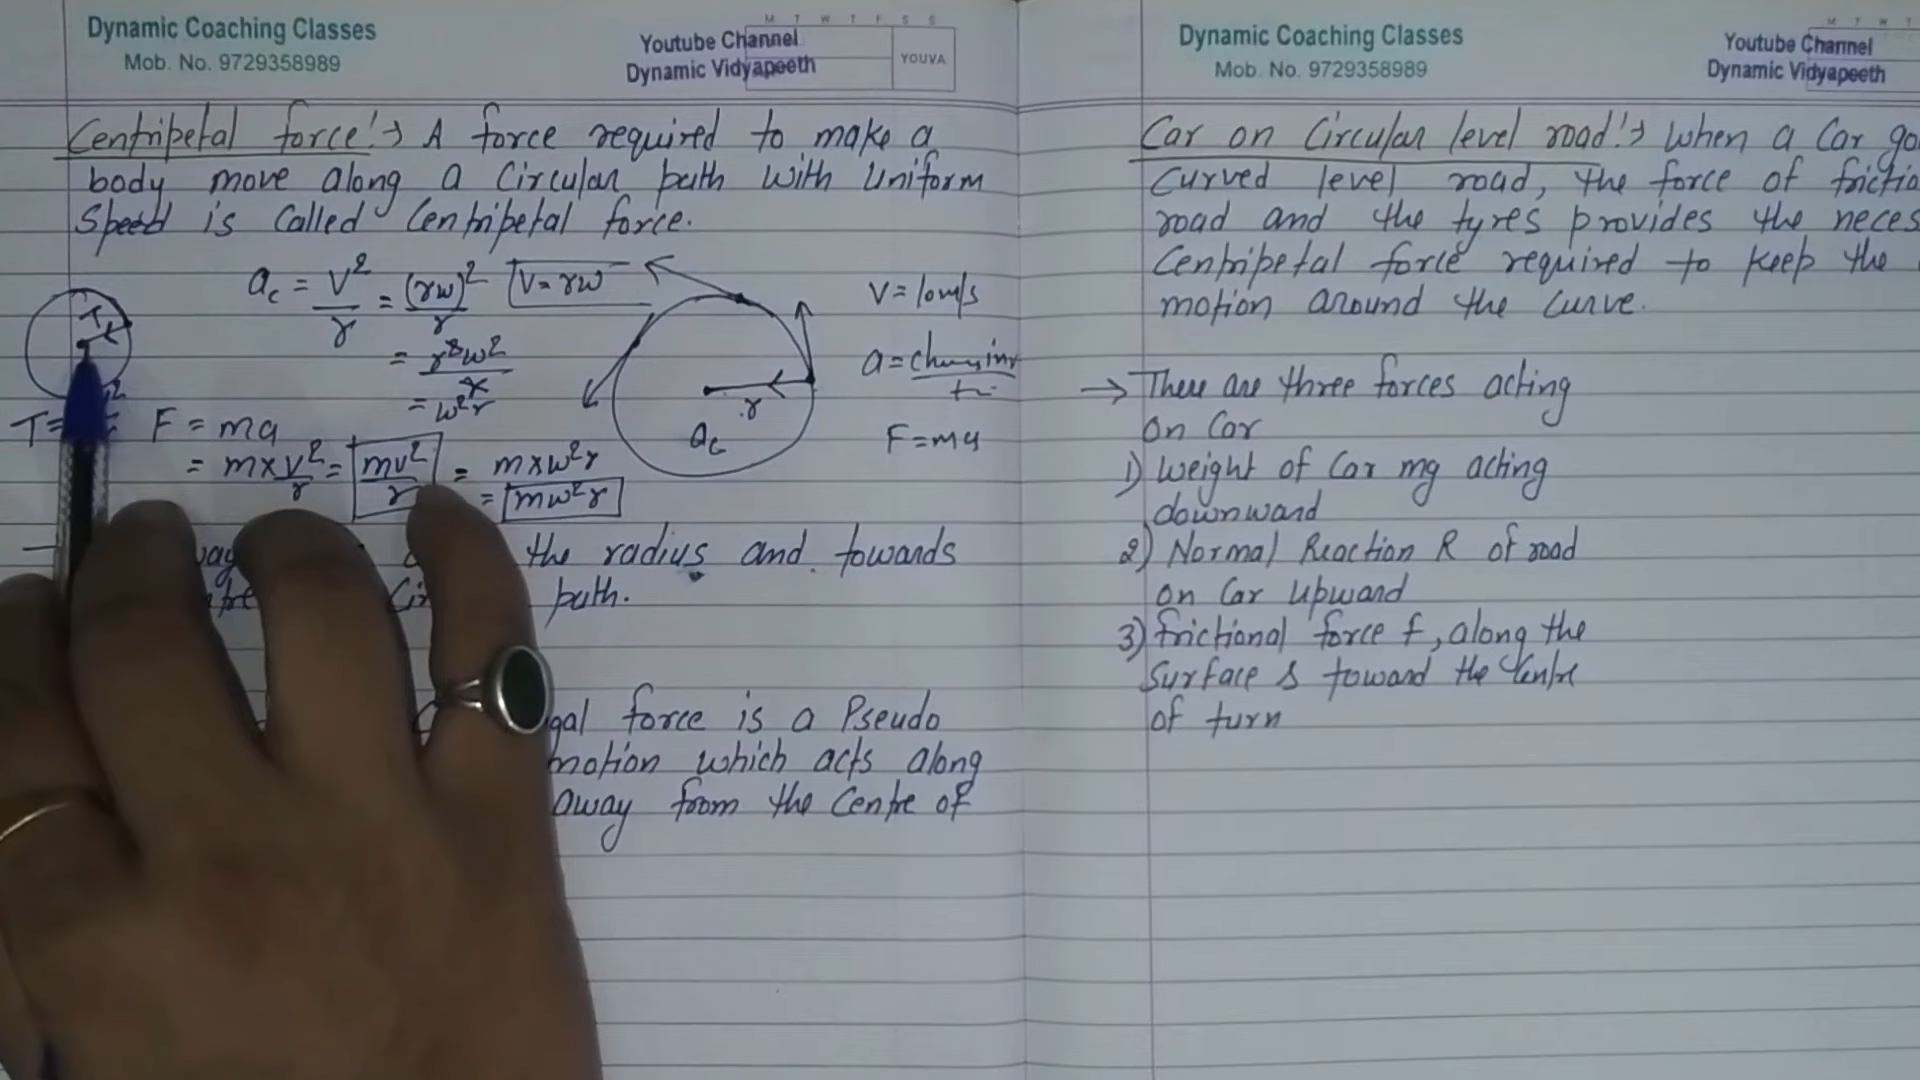 Dynamic Coaching Classes
Mob. No. 9729358989
Youtube Channel
Dynamic Vidyapeeth
M T W T F S S
YOUVA
Centripetal force:→ A force required to make a
body move along a Circular path with Uniform
Speed is Called Centripetal force.
a_c = v²/r = (rω)²/r
V = rω
= r²ω²/r
= ω²r
T
r
a_c
V = 10m/s
F = ma
T =
F = ma
= m×v²/r = mv²/r = m×ω²r
= mω²r
the radius and towards
path.
force is a Pseudo
motion which acts along
away from the Centre of
Dynamic Coaching Classes
Mob. No. 9729358989
Youtube Channel
Dynamic Vidyapeeth
M T W T
Car on Circular level road:→ When a Car go
Curved level road, the force of frictio
road and the tyres provides the neces
Centripetal force required to keep the
motion around the Curve.
→ There are three forces acting
on Car
1) Weight of Car mg acting
downward
2) Normal Reaction R of road
on Car Upward
3) Frictional force f, along the
Surface & toward the Centre
of turn